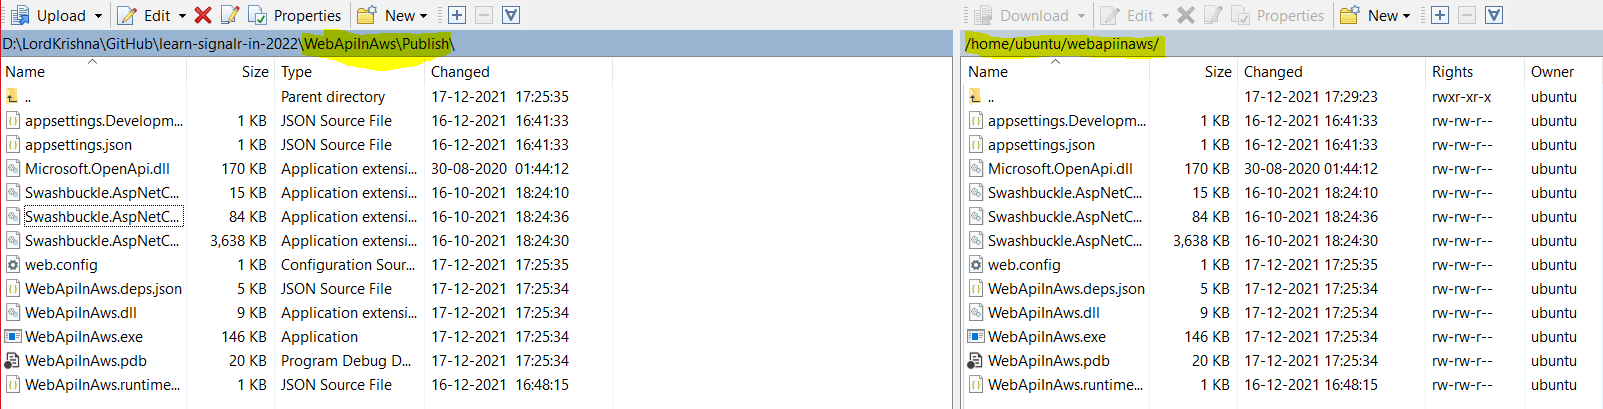 Upload Edit Properties New Download Edit Properties New
D:\LordKrishna\GitHub\learn-signalr-in-2022\WebApiInAws\Publish\ /home/ubuntu/webapiinaws/
Name Size Type Changed Name Size Changed Rights Owner
.. Parent directory 17-12-2021 17:25:35 .. 17-12-2021 17:29:23 rwxr-xr-x ubuntu
appsettings.Developm... 1 KB JSON Source File 16-12-2021 16:41:33 appsettings.Developm... 1 KB 16-12-2021 16:41:33 rw-rw-r-- ubuntu
appsettings.json 1 KB JSON Source File 16-12-2021 16:41:33 appsettings.json 1 KB 16-12-2021 16:41:33 rw-rw-r-- ubuntu
Microsoft.OpenApi.dll 170 KB Application extensi... 30-08-2020 01:44:12 Microsoft.OpenApi.dll 170 KB 30-08-2020 01:44:12 rw-rw-r-- ubuntu
Swashbuckle.AspNetC... 15 KB Application extensi... 16-10-2021 18:24:10 Swashbuckle.AspNetC... 15 KB 16-10-2021 18:24:10 rw-rw-r-- ubuntu
Swashbuckle.AspNetC... 84 KB Application extensi... 16-10-2021 18:24:36 Swashbuckle.AspNetC... 84 KB 16-10-2021 18:24:36 rw-rw-r-- ubuntu
Swashbuckle.AspNetC... 3,638 KB Application extensi... 16-10-2021 18:24:30 Swashbuckle.AspNetC... 3,638 KB 16-10-2021 18:24:30 rw-rw-r-- ubuntu
web.config 1 KB Configuration Sour... 17-12-2021 17:25:35 web.config 1 KB 17-12-2021 17:25:35 rw-rw-r-- ubuntu
WebApiInAws.deps.json 5 KB JSON Source File 17-12-2021 17:25:34 WebApiInAws.deps.json 5 KB 17-12-2021 17:25:34 rw-rw-r-- ubuntu
WebApiInAws.dll 9 KB Application extensi... 17-12-2021 17:25:34 WebApiInAws.dll 9 KB 17-12-2021 17:25:34 rw-rw-r-- ubuntu
WebApiInAws.exe 146 KB Application 17-12-2021 17:25:34 WebApiInAws.exe 146 KB 17-12-2021 17:25:34 rw-rw-r-- ubuntu
WebApiInAws.pdb 20 KB Program Debug D... 17-12-2021 17:25:34 WebApiInAws.pdb 20 KB 17-12-2021 17:25:34 rw-rw-r-- ubuntu
WebApiInAws.runtime... 1 KB JSON Source File 16-12-2021 16:48:15 WebApiInAws.runtime... 1 KB 16-12-2021 16:48:15 rw-rw-r-- ubuntu